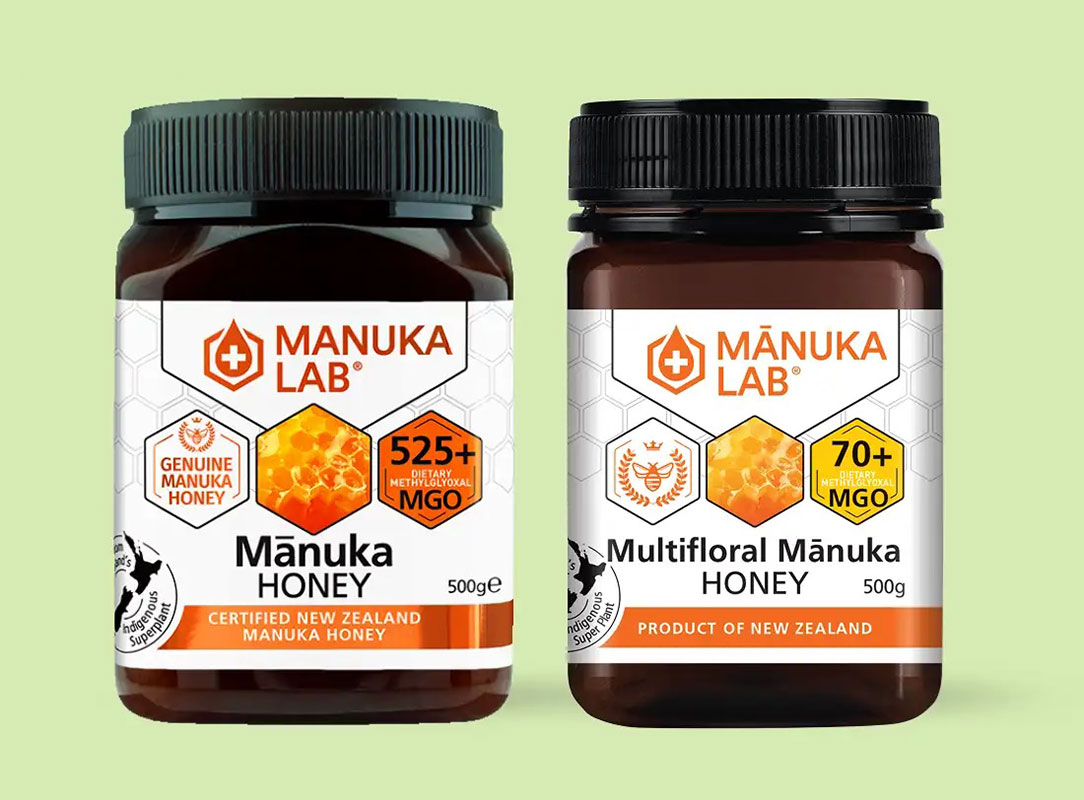 MANUKA
LAB®
GENUINE
MANUKA
HONEY
525+
DIETARY
METHYLGLYOXAL
MGO
Mānuka
HONEY
500g℮
Indigenous
Superplant
CERTIFIED NEW ZEALAND
MANUKA HONEY
MĀNUKA
LAB®
70+
DIETARY
METHYLGLYOXAL
MGO
Multifloral Mānuka
HONEY
500g
Super Plant
PRODUCT OF NEW ZEALAND